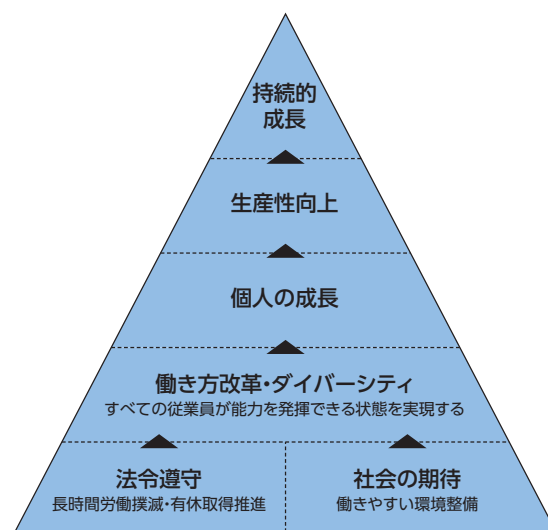 持続的
成長
生産性向上
個人の成長
働き方改革・ダイバーシティ
すべての従業員が能力を発揮できる状態を実現する
法令遵守
長時間労働撲滅・有休取得推進
社会の期待
働きやすい環境整備